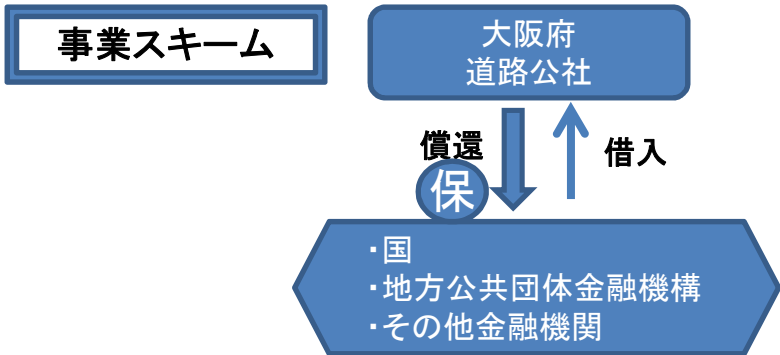 事業スキーム
大阪府
道路公社
償還
借入
保
・国
・地方公共団体金融機構
・その他金融機関